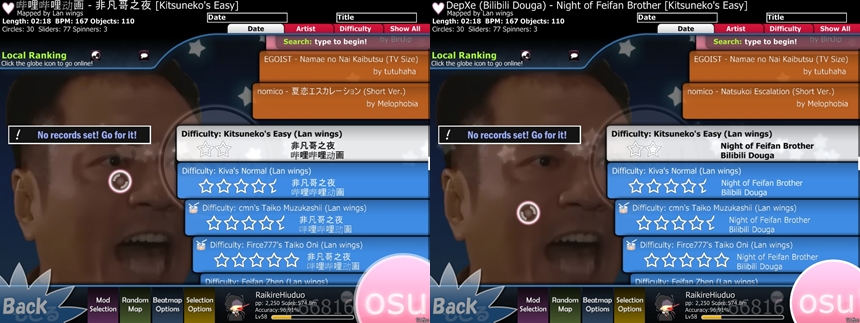 哔哩哔哩动画 - 非凡哥之夜 [Kitsuneko's Easy]
Mapped by Lan wings
Length: 02:18 BPM: 167 Objects: 110
Circles: 30 Sliders: 77 Spinners: 3
Date
Title
Date Artist Difficulty Show All
Local Ranking
Click the globe icon to go online!
Search: type to begin!
EGOIST - Namae no Nai Kaibutsu (TV Size)
by tutuhaha
nomico - 夏恋エスカレーション (Short Ver.)
by Melophobia
! No records set! Go for it!
Difficulty: Kitsuneko's Easy (Lan wings)
非凡哥之夜
哔哩哔哩动画
Difficulty: Kiva's Normal (Lan wings)
非凡哥之夜
哔哩哔哩动画
Difficulty: cmn's Taiko Muzukashii (Lan wings)
非凡哥之夜
哔哩哔哩动画
Difficulty: Firce777's Taiko Oni (Lan wings)
非凡哥之夜
哔哩哔哩动画
Difficulty: Feifan Zhen (Lan wings)
Back
Mod Selection
Random Map
Beatmap Options
Selection Options
RaikireHiuduo
Accuracy:96.91%
Lv58
osu
DepXe (Bilibili Douga) - Night of Feifan Brother [Kitsuneko's Easy]
Mapped by Lan wings
Length: 02:18 BPM: 167 Objects: 110
Circles: 30 Sliders: 77 Spinners: 3
Date
Title
Date Artist Difficulty Show All
Local Ranking
Click the globe icon to go online!
Search: type to begin!
EGOIST - Namae no Nai Kaibutsu (TV Size)
by tutuhaha
nomico - Natsukoi Escalation (Short Ver.)
by Melophobia
! No records set! Go for it!
Difficulty: Kitsuneko's Easy (Lan wings)
Night of Feifan Brother
Bilibili Douga
Difficulty: Kiva's Normal (Lan wings)
Night of Feifan Brother
Bilibili Douga
Difficulty: cmn's Taiko Muzukashii (Lan wings)
Night of Feifan Brother
Bilibili Douga
Difficulty: Firce777's Taiko Oni (Lan wings)
Night of Feifan Brother
Bilibili Douga
Difficulty: Feifan Zhen (Lan wings)
Back
Mod Selection
Random Map
Beatmap Options
Selection Options
RaikireHiuduo
Accuracy:96.91%
Lv58
osu